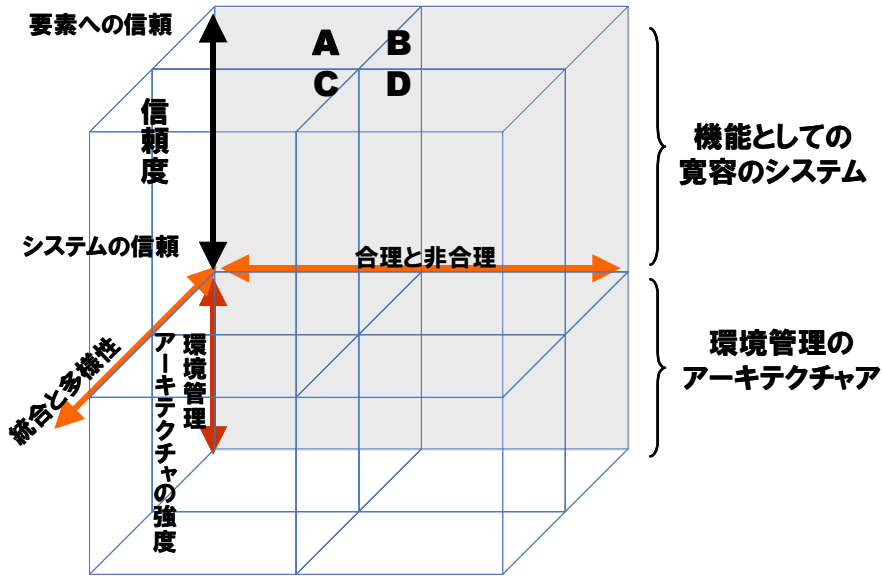 要素への信頼
A B
C D
信頼度
機能としての
寛容のシステム
システムの信頼
合理と非合理
統合と多様性
環境管理
アーキテクチャの強度
環境管理の
アーキテクチャア